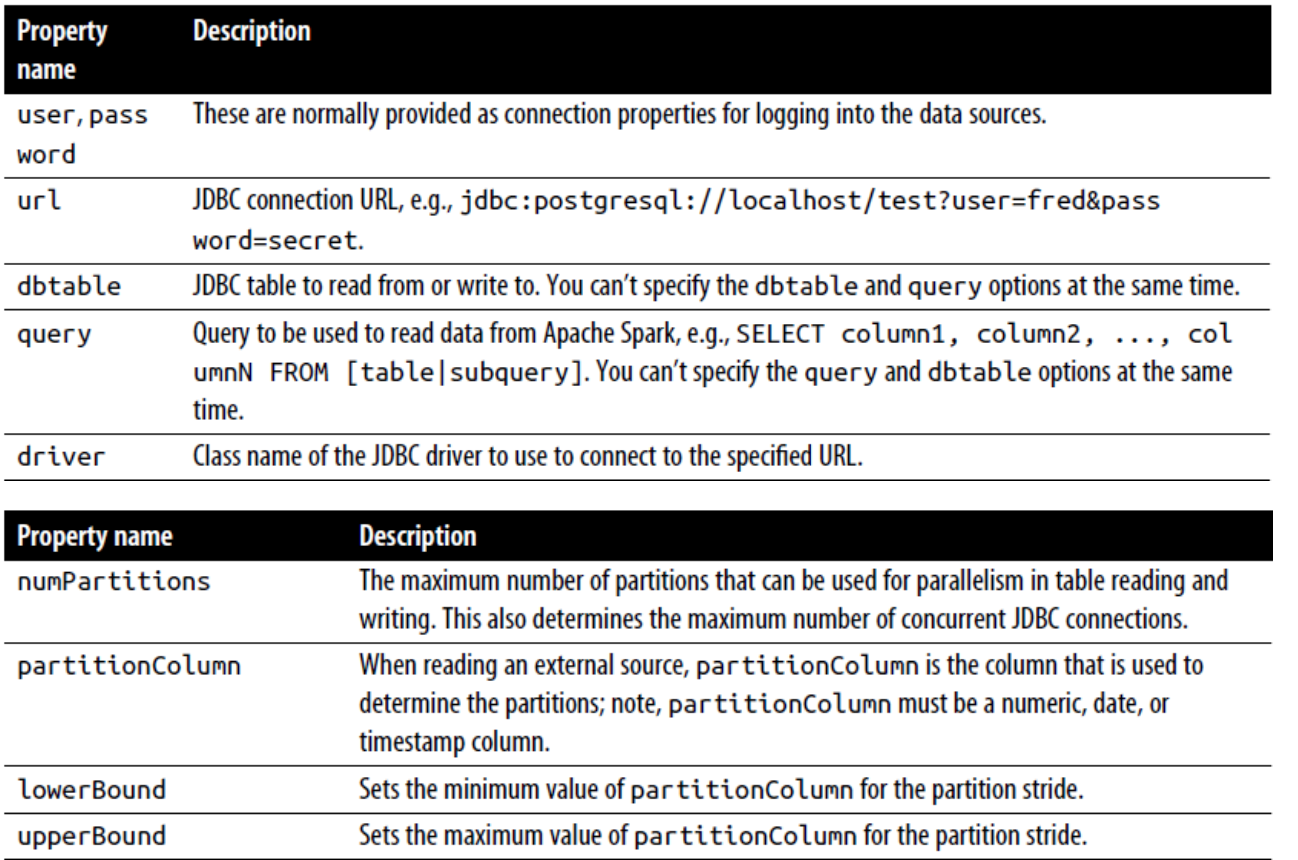 Property Description
name
user, pass These are normally provided as connection properties for logging into the data sources.
word
url JDBC connection URL, e.g., jdbc:postgresql://localhost/test?user=fred&pass
word=secret.
dbtable JDBC table to read from or write to. You can’t specify the dbtable and query options at the same time.
query Query to be used to read data from Apache Spark, e.g., SELECT column1, column2, ..., col
umnN FROM [table|subquery]. You can’t specify the query and dbtable options at the same
time.
driver Class name of the JDBC driver to use to connect to the specified URL.
Property name Description
numPartitions The maximum number of partitions that can be used for parallelism in table reading and
writing. This also determines the maximum number of concurrent JDBC connections.
partitionColumn When reading an external source, partitionColumn is the column that is used to
determine the partitions; note, partitionColumn must be a numeric, date, or
timestamp column.
lowerBound Sets the minimum value of partitionColumn for the partition stride.
upperBound Sets the maximum value of partitionColumn for the partition stride.